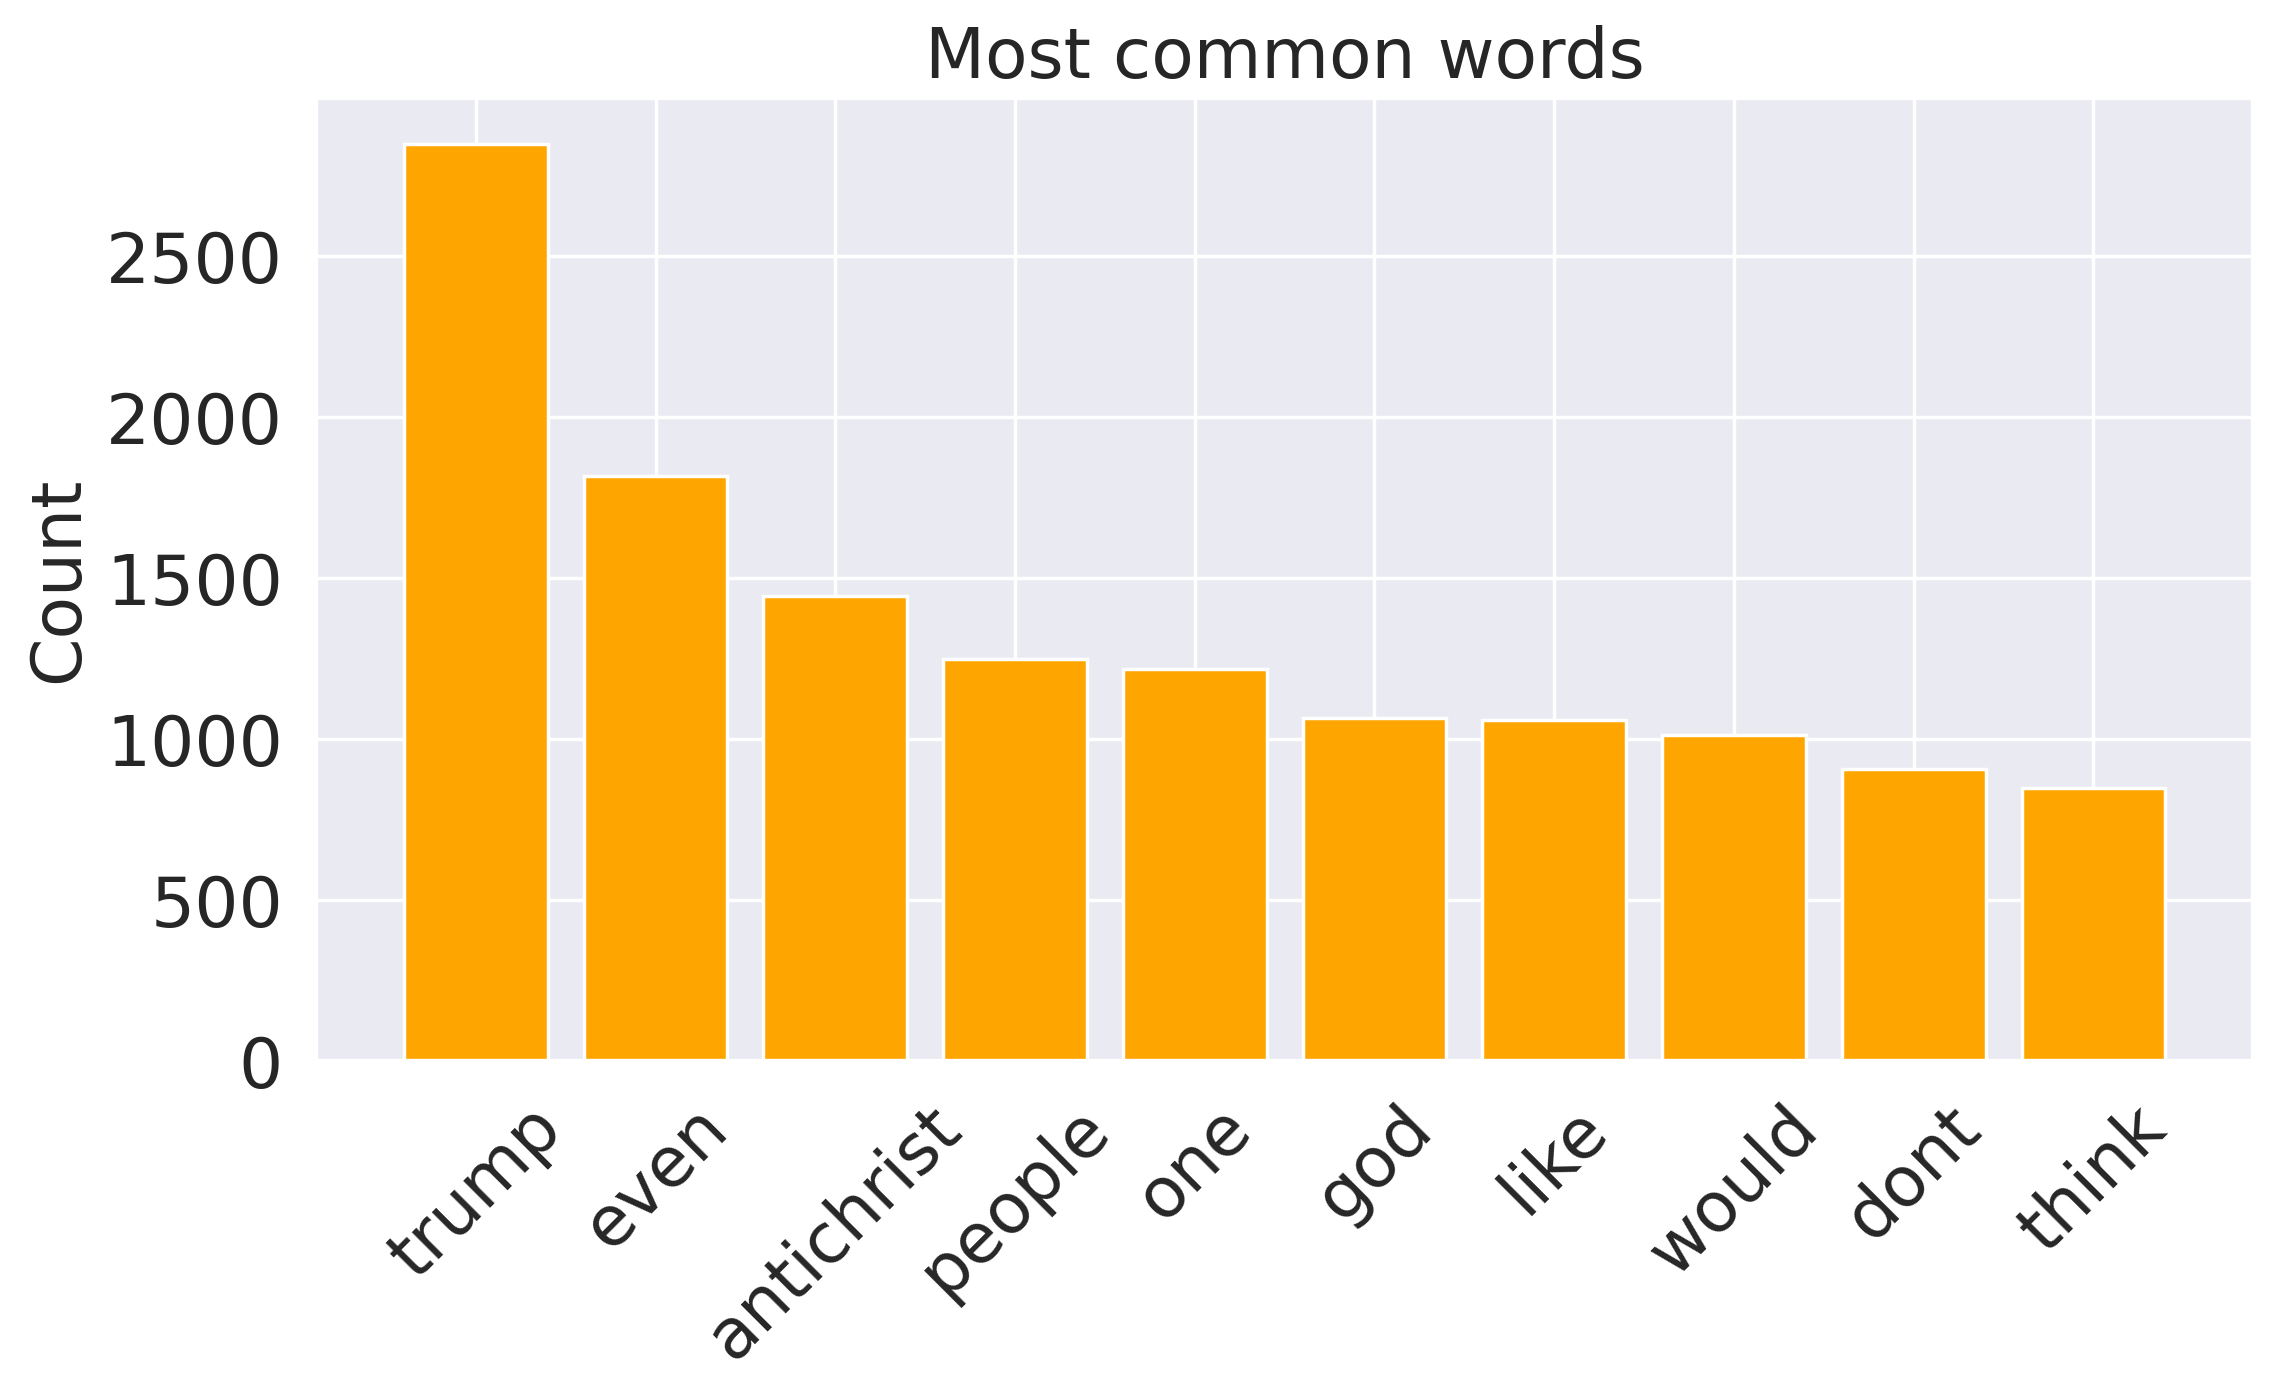 Most common words
Count
2500
2000
1500
1000
500
0
trump
even
antichrist
people
one
god
like
would
dont
think